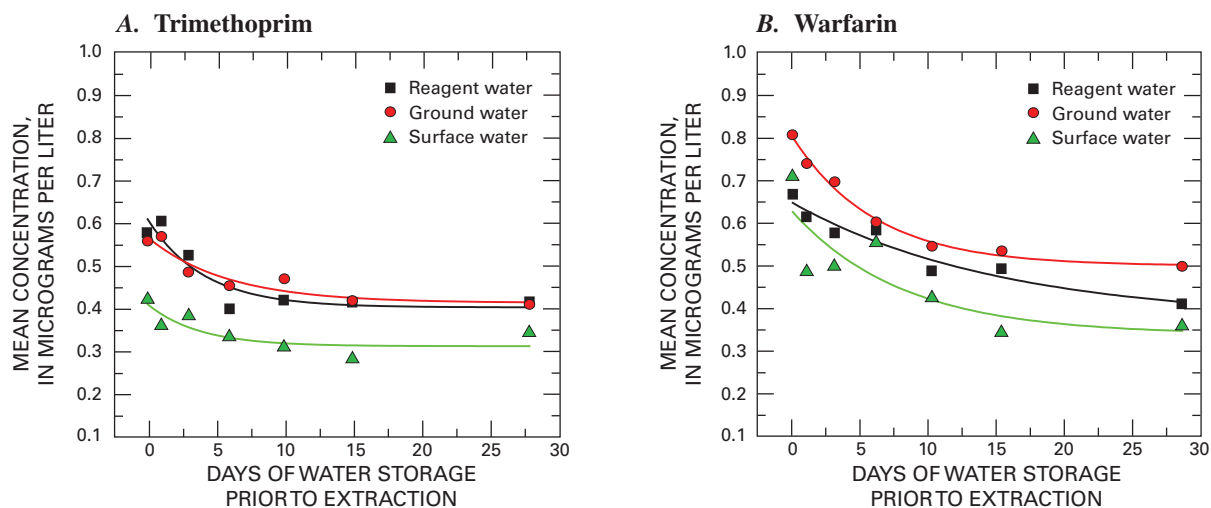 A. Trimethoprim
MEAN CONCENTRATION,
IN MICROGRAMS PER LITER
1.0
0.9
0.8
0.7
0.6
0.5
0.4
0.3
0.2
0.1
Reagent water
Ground water
Surface water
0 5 10 15 20 25 30
DAYS OF WATER STORAGE
PRIOR TO EXTRACTION
B. Warfarin
MEAN CONCENTRATION,
IN MICROGRAMS PER LITER
1.0
0.9
0.8
0.7
0.6
0.5
0.4
0.3
0.2
0.1
Reagent water
Ground water
Surface water
0 5 10 15 20 25 30
DAYS OF WATER STORAGE
PRIOR TO EXTRACTION